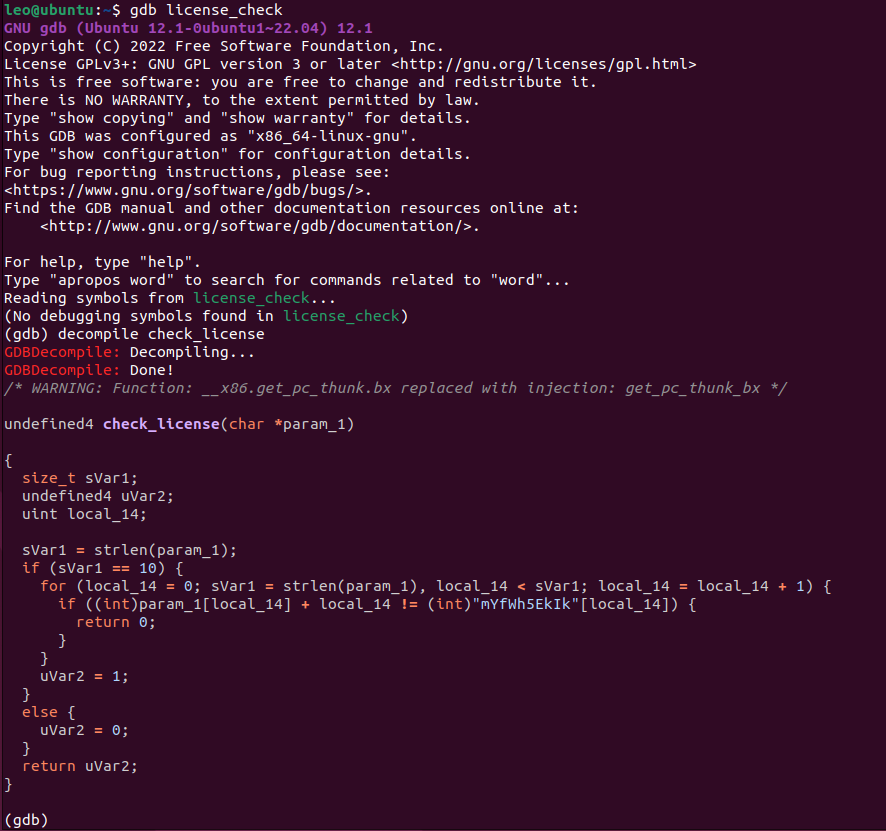 leo@ubuntu:~$ gdb license_check
GNU gdb (Ubuntu 12.1-0ubuntu1~22.04) 12.1
Copyright (C) 2022 Free Software Foundation, Inc.
License GPLv3+: GNU GPL version 3 or later <http://gnu.org/licenses/gpl.html>
This is free software: you are free to change and redistribute it.
There is NO WARRANTY, to the extent permitted by law.
Type "show copying" and "show warranty" for details.
This GDB was configured as "x86_64-linux-gnu".
Type "show configuration" for configuration details.
For bug reporting instructions, please see:
<https://www.gnu.org/software/gdb/bugs/>.
Find the GDB manual and other documentation resources online at:
    <http://www.gnu.org/software/gdb/documentation/>.

For help, type "help".
Type "apropos word" to search for commands related to "word"...
Reading symbols from license_check...
(No debugging symbols found in license_check)
(gdb) decompile check_license
GDBDecompile: Decompiling...
GDBDecompile: Done!
/* WARNING: Function: __x86.get_pc_thunk.bx replaced with injection: get_pc_thunk_bx */

undefined4 check_license(char *param_1)

{
  size_t sVar1;
  undefined4 uVar2;
  uint local_14;

  sVar1 = strlen(param_1);
  if (sVar1 == 10) {
    for (local_14 = 0; sVar1 = strlen(param_1), local_14 < sVar1; local_14 = local_14 + 1) {
      if ((int)param_1[local_14] + local_14 != (int)"mYfWh5EkIk"[local_14]) {
        return 0;
      }
    }
    uVar2 = 1;
  }
  else {
    uVar2 = 0;
  }
  return uVar2;
}

(gdb)